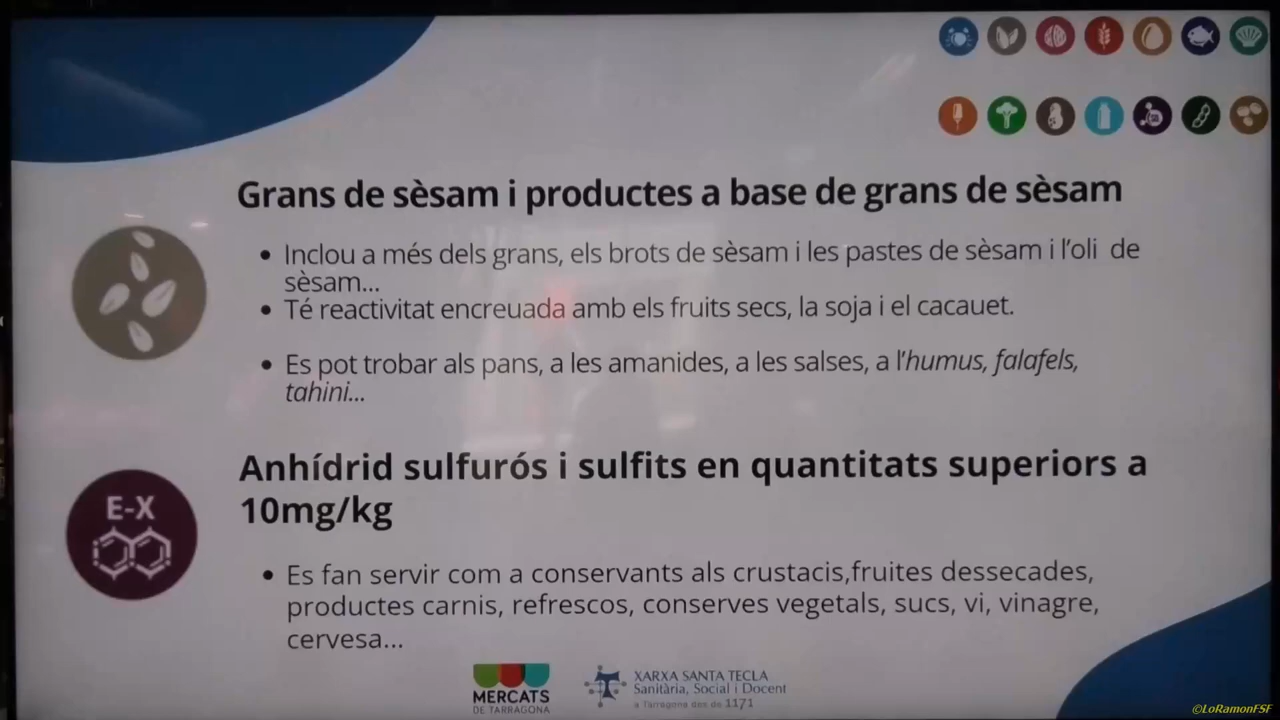 Grans de sèsam i productes a base de grans de sèsam
• Inclou a més dels grans, els brots de sèsam i les pastes de sèsam i l'oli de
sèsam...
• Té reactivitat encreuada amb els fruits secs, la soja i el cacauet.
• Es pot trobar als pans, a les amanides, a les salses, a l'humus, falafels,
tahini...
Anhídrid sulfurós i sulfits en quantitats superiors a
10mg/kg
E-X
• Es fan servir com a conservants als crustacis,fruites dessecades,
productes carnis, refrescos, conserves vegetals, sucs, vi, vinagre,
cervesa...
MERCATS
DE TARRAGONA
XARXA SANTA TECLA
Sanitària, Social i Docent
a Tarragona des de 1171
©LoRamonFSF